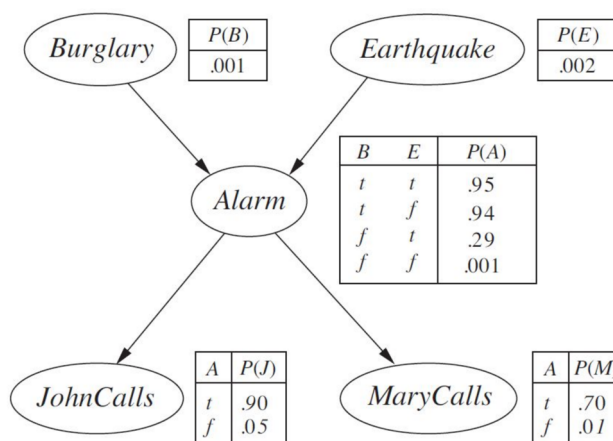 Burglary
P(B)
.001
Earthquake
P(E)
.002
Alarm
B E P(A)
t t .95
t f .94
f t .29
f f .001
JohnCalls
A P(J)
t .90
f .05
MaryCalls
A P(M
t .70
f .01